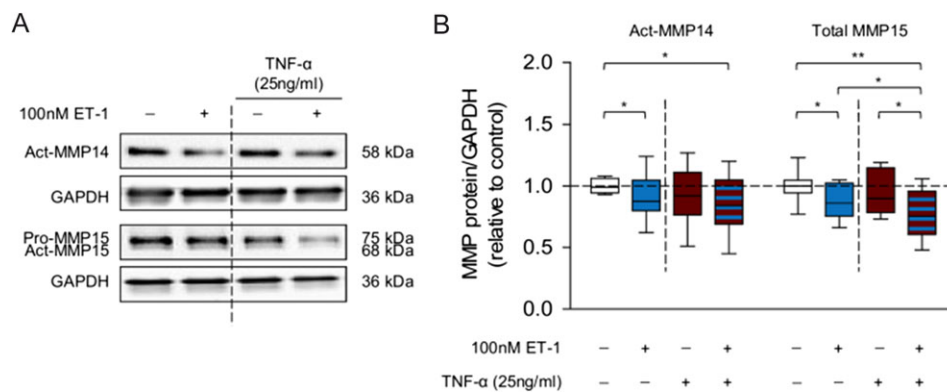 A
TNF-α
(25ng/ml)
100nM ET-1 – + – +
Act-MMP14 58 kDa
GAPDH 36 kDa
Pro-MMP15 75 kDa
Act-MMP15 68 kDa
GAPDH 36 kDa
B
Act-MMP14 Total MMP15
MMP protein/GAPDH
(relative to control)
2.0
1.5
1.0
0.5
0.0
* ** * * * *
100nM ET-1 – + – + – + – +
TNF-α (25ng/ml) – – + + – – + +